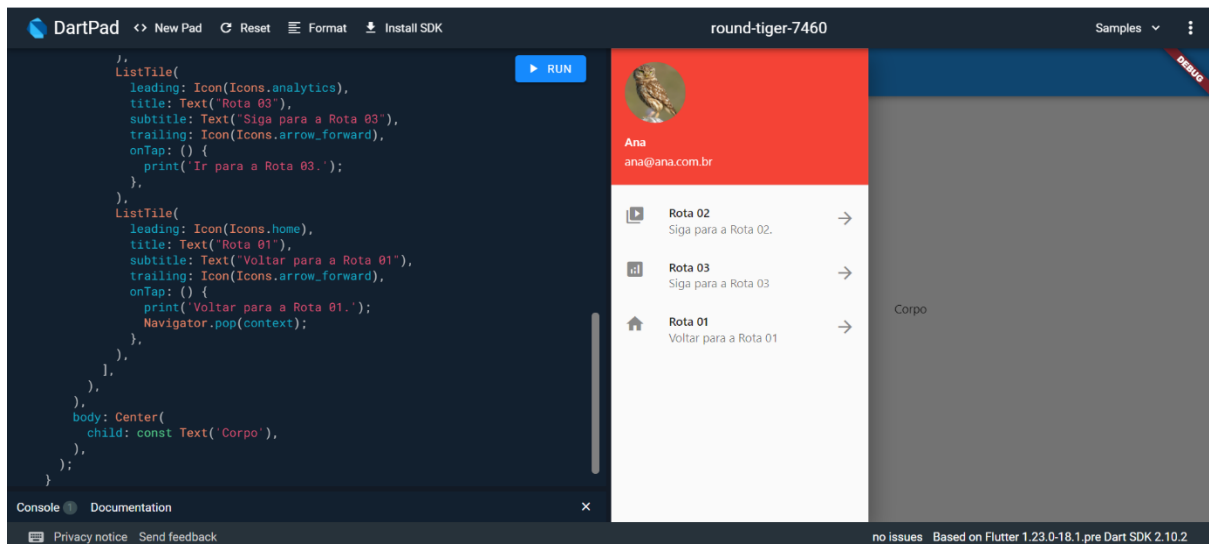 DartPad <> New Pad Reset Format Install SDK round-tiger-7460 Samples
),
ListTile(
leading: Icon(Icons.analytics),
title: Text("Rota 03"),
subtitle: Text("Siga para a Rota 03"),
trailing: Icon(Icons.arrow_forward),
onTap: () {
print('Ir para a Rota 03.');
},
),
ListTile(
leading: Icon(Icons.home),
title: Text("Rota 01"),
subtitle: Text("Voltar para a Rota 01"),
trailing: Icon(Icons.arrow_forward),
onTap: () {
print('Voltar para a Rota 01.');
Navigator.pop(context);
},
),
],
),
),
body: Center(
child: const Text('Corpo'),
),
);
}
RUN
DEBUG
Ana
ana@ana.com.br
Rota 02
Siga para a Rota 02.
Rota 03
Siga para a Rota 03
Rota 01
Voltar para a Rota 01
Corpo
Console 1 Documentation ×
Privacy notice Send feedback no issues Based on Flutter 1.23.0-18.1.pre Dart SDK 2.10.2